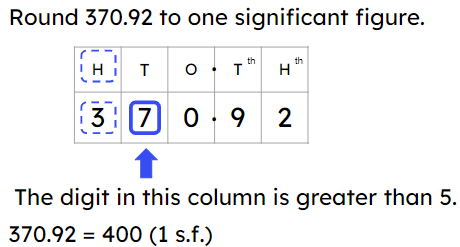 Round 370.92 to one significant figure.
H T O . Tth Hth
3 7 0 . 9 2
The digit in this column is greater than 5.
370.92 = 400 (1 s.f.)